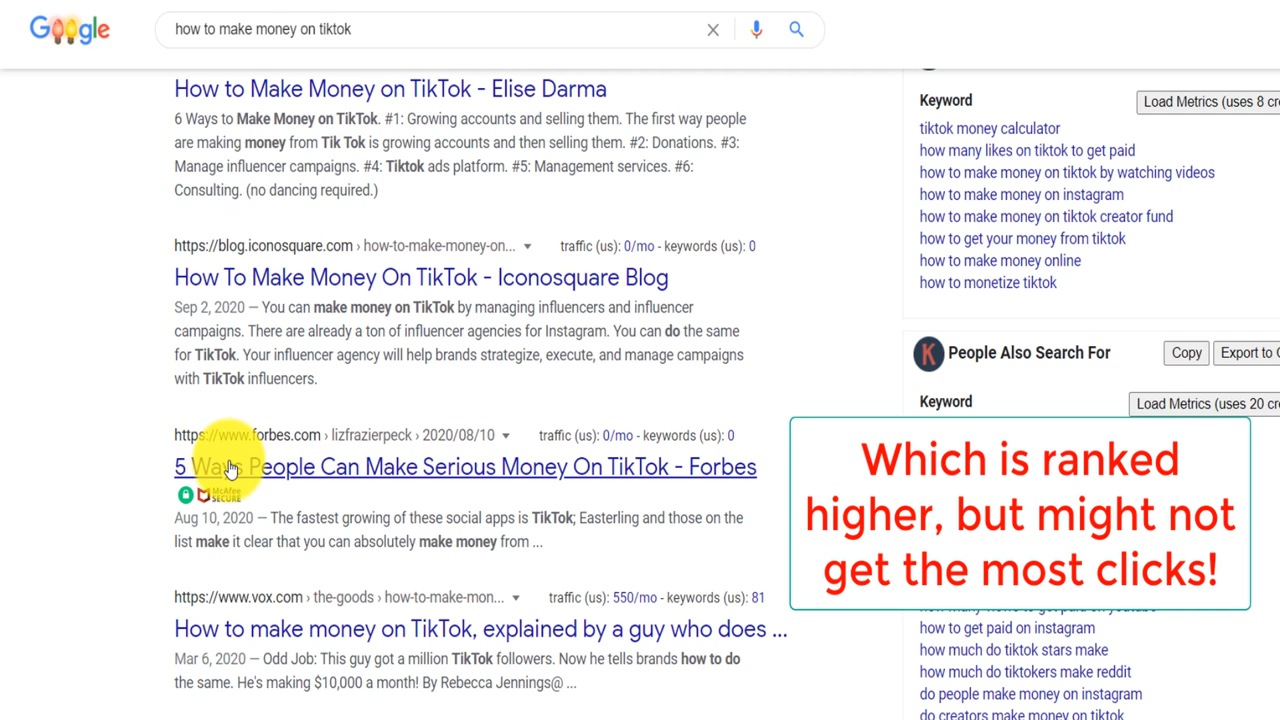 Google
how to make money on tiktok
How to Make Money on TikTok - Elise Darma
6 Ways to Make Money on TikTok. #1: Growing accounts and selling them. The first way people
are making money from Tik Tok is growing accounts and then selling them. #2: Donations. #3:
Manage influencer campaigns. #4: Tiktok ads platform. #5: Management services. #6:
Consulting. (no dancing required.)
https://blog.iconosquare.com › how-to-make-money-on... traffic (us): 0/mo - keywords (us): 0
How To Make Money On TikTok - Iconosquare Blog
Sep 2, 2020 — You can make money on TikTok by managing influencers and influencer
campaigns. There are already a ton of influencer agencies for Instagram. You can do the same
for TikTok. Your influencer agency will help brands strategize, execute, and manage campaigns
with TikTok influencers.
https://www.forbes.com › lizfrazierpeck › 2020/08/10 traffic (us): 0/mo - keywords (us): 0
5 Ways People Can Make Serious Money On TikTok - Forbes
McAfee
SECURE
Aug 10, 2020 — The fastest growing of these social apps is TikTok; Easterling and those on the
list make it clear that you can absolutely make money from ...
https://www.vox.com › the-goods › how-to-make-mon... traffic (us): 550/mo - keywords (us): 81
How to make money on TikTok, explained by a guy who does ...
Mar 6, 2020 — Odd Job: This guy got a million TikTok followers. Now he tells brands how to do
the same. He's making $10,000 a month! By Rebecca Jennings@ ...
Keyword
Load Metrics (uses 8 cre
tiktok money calculator
how many likes on tiktok to get paid
how to make money on tiktok by watching videos
how to make money on instagram
how to make money on tiktok creator fund
how to get your money from tiktok
how to make money online
how to monetize tiktok
K
People Also Search For
Copy
Export to C
Keyword
Load Metrics (uses 20 cre
Which is ranked
higher, but might not
get the most clicks!
how to get paid on instagram
how much do tiktok stars make
how much do tiktokers make reddit
do people make money on instagram
do creators make money on tiktok